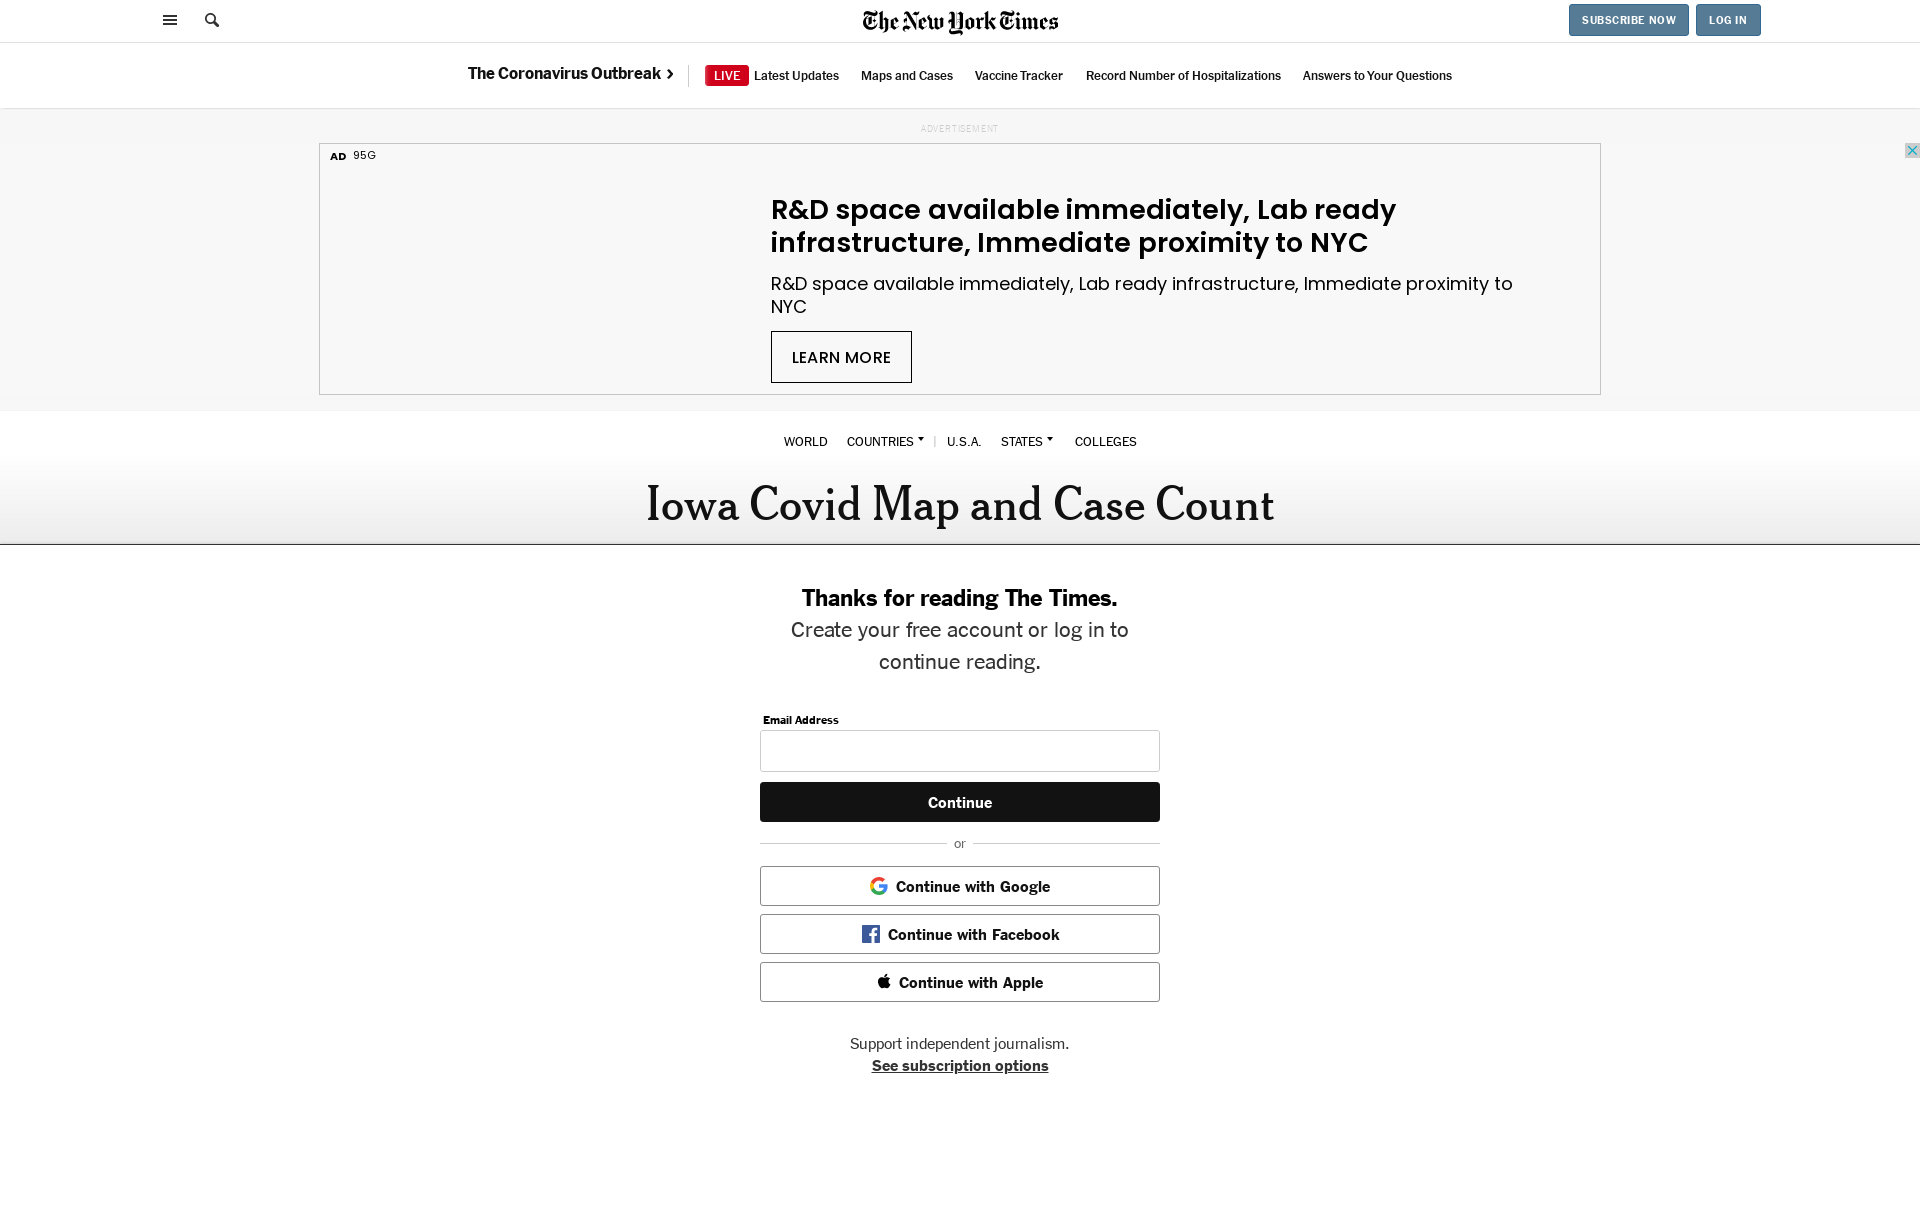 The New York Times
SUBSCRIBE NOW
LOG IN
The Coronavirus Outbreak
LIVE Latest Updates
Maps and Cases
Vaccine Tracker
Record Number of Hospitalizations
Answers to Your Questions
ADVERTISEMENT
AD 95G
R&D space available immediately, Lab ready
infrastructure, Immediate proximity to NYC
R&D space available immediately, Lab ready infrastructure, Immediate proximity to
NYC
LEARN MORE
WORLD COUNTRIES | U.S.A. STATES COLLEGES
Iowa Covid Map and Case Count
Thanks for reading The Times.
Create your free account or log in to
continue reading.
Email Address
Continue
or
Continue with Google
Continue with Facebook
Continue with Apple
Support independent journalism.
See subscription options